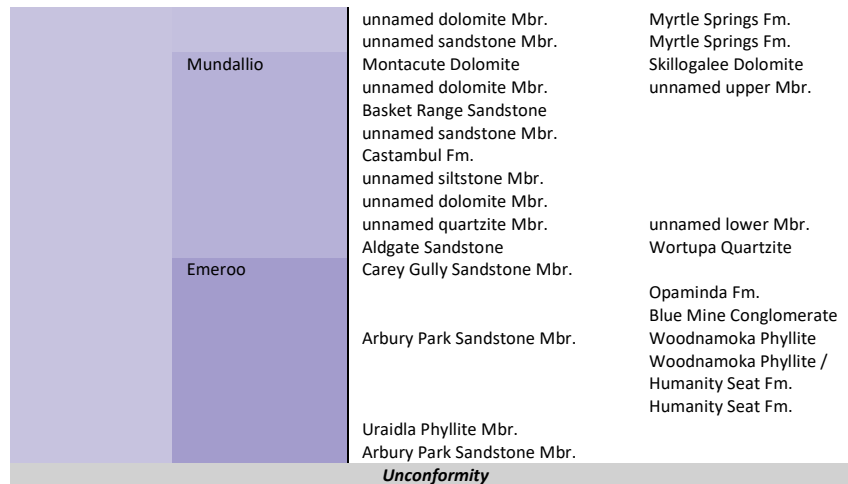 unnamed dolomite Mbr. Myrtle Springs Fm.
unnamed sandstone Mbr. Myrtle Springs Fm.
Mundallio Montacute Dolomite Skillogalee Dolomite
unnamed dolomite Mbr. unnamed upper Mbr.
Basket Range Sandstone
unnamed sandstone Mbr.
Castambul Fm.
unnamed siltstone Mbr.
unnamed dolomite Mbr.
unnamed quartzite Mbr. unnamed lower Mbr.
Aldgate Sandstone Wortupa Quartzite
Emeroo Carey Gully Sandstone Mbr.
Opaminda Fm.
Blue Mine Conglomerate
Arbury Park Sandstone Mbr. Woodnamoka Phyllite
Woodnamoka Phyllite /
Humanity Seat Fm.
Humanity Seat Fm.
Uraidla Phyllite Mbr.
Arbury Park Sandstone Mbr.
Unconformity